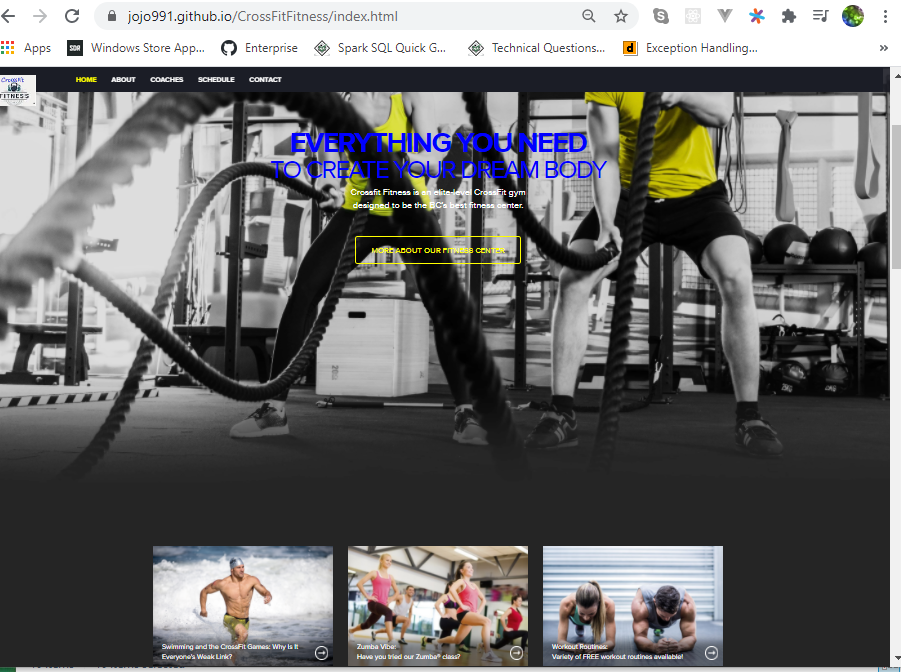 jojo991.github.io/CrossFitFitness/index.html
Apps
SDR
Windows Store App...
Enterprise
Spark SQL Quick G...
Technical Questions...
d
Exception Handling...
»
CrossFit
FITNESS
HOME ABOUT COACHES SCHEDULE CONTACT
EVERYTHING YOU NEED
TO CREATE YOUR DREAM BODY
Crossfit Fitness is an elite-level CrossFit gym
designed to be the BC's best fitness center.
MORE ABOUT OUR FITNESS CENTER
Swimming and the CrossFit Games: Why Is It
Everyone's Weak Link?
Zumba Vibe:
Have you tried our Zumba® class?
Workout Routines:
Variety of FREE workout routines available!